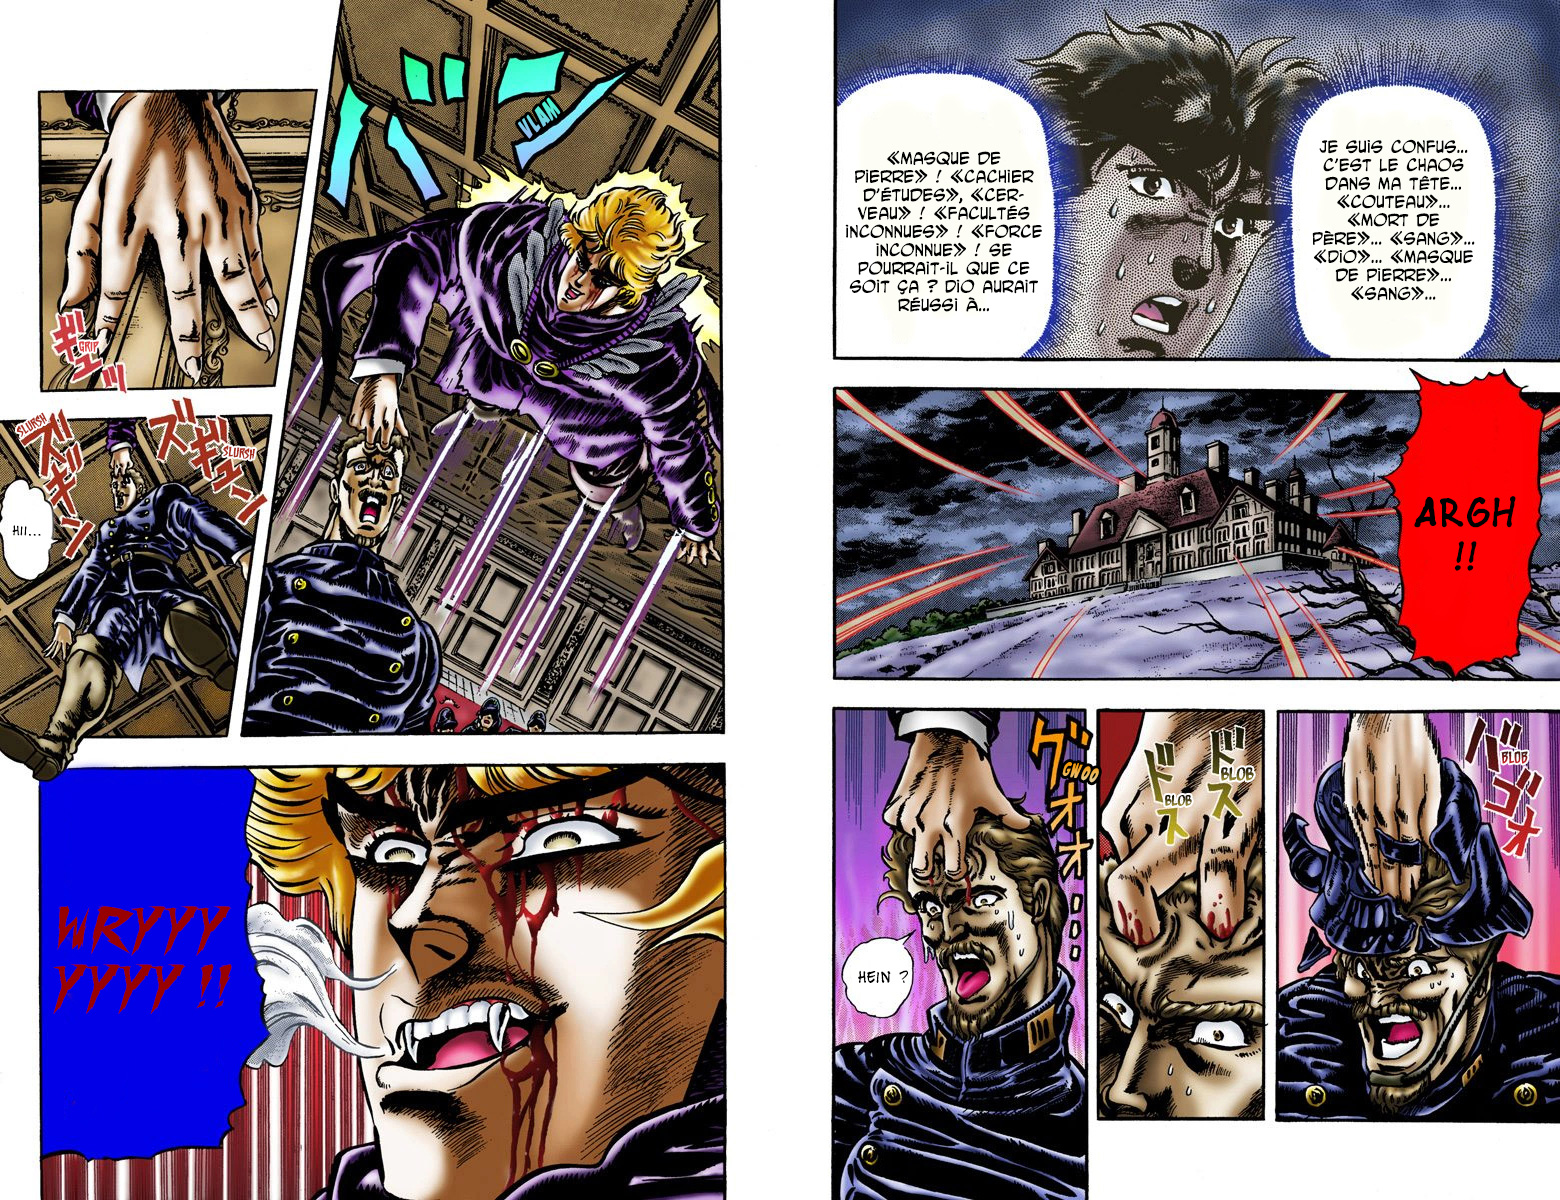 JE SUIS CONFUS...
C'EST LE CHAOS
DANS MA TÊTE...
«COUTEAU»...
«MORT DE
PÈRE»... «SANG»...
«DIO»... «MASQUE
DE PIERRE»...
«SANG»...
«MASQUE DE
PIERRE» ! «CACHIER
D'ÉTUDES», «CER-
VEAU» ! «FACULTÉS
INCONNUES» ! «FORCE
INCONNUE» ! SE
POURRAIT-IL QUE CE
SOIT ÇA ? DIO AURAIT
RÉUSSI À...
ARGH
!!
バゴォ
BLOB
ドス
BLOB
ドス
BLOB
グオオ...
GWOO
HEIN ?
バン
VLAM
ギュッ
GRIP
ズギュン
SLURSH
ズギン
SLURSH
HII...
WRYYY
YYYY !!